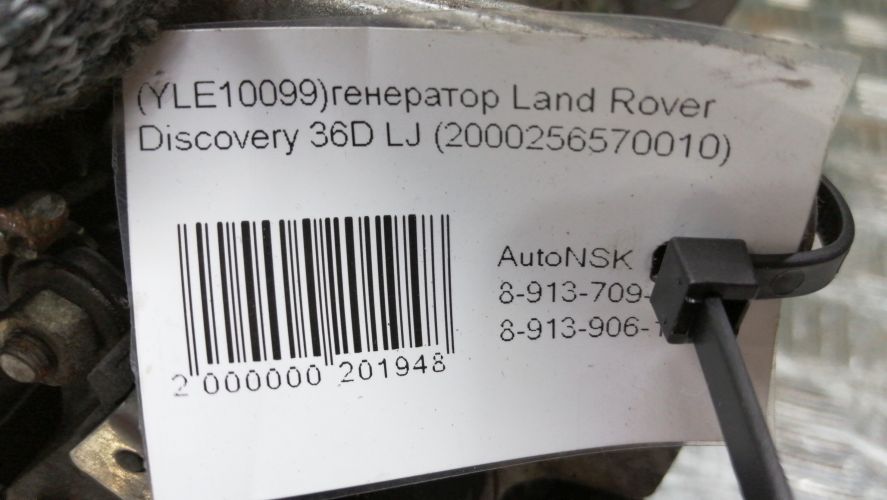 (YLE10099)генератор Land Rover
Discovery 36D LJ (2000256570010)
AutoNSK
8-913-709-
8-913-906-
2 000000 201948